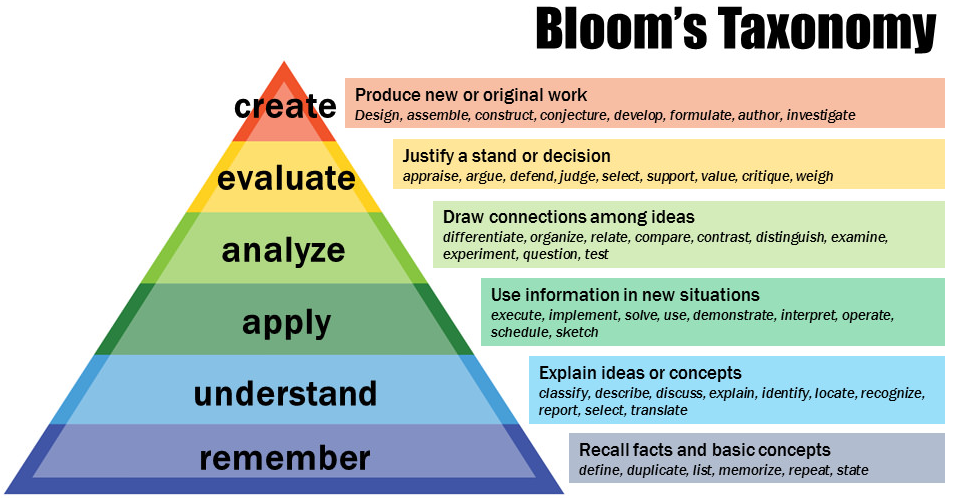 Bloom's Taxonomy
create
Produce new or original work
Design, assemble, construct, conjecture, develop, formulate, author, investigate
evaluate
Justify a stand or decision
appraise, argue, defend, judge, select, support, value, critique, weigh
analyze
Draw connections among ideas
differentiate, organize, relate, compare, contrast, distinguish, examine,
experiment, question, test
apply
Use information in new situations
execute, implement, solve, use, demonstrate, interpret, operate,
schedule, sketch
understand
Explain ideas or concepts
classify, describe, discuss, explain, identify, locate, recognize,
report, select, translate
remember
Recall facts and basic concepts
define, duplicate, list, memorize, repeat, state